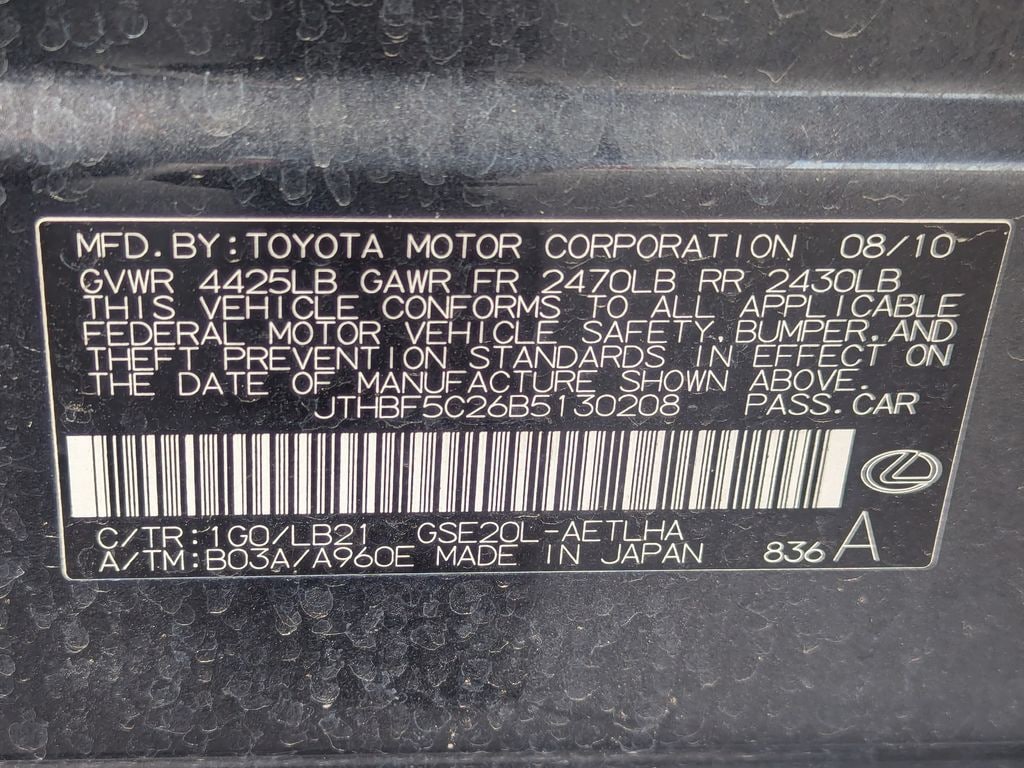 MFD. BY: TOYOTA MOTOR CORPORATION 08/10
GVWR 4425LB GAWR FR 2470LB RR 2430LB
THIS VEHICLE CONFORMS TO ALL APPLICABLE
FEDERAL MOTOR VEHICLE SAFETY, BUMPER, AND
THEFT PREVENTION STANDARDS IN EFFECT ON
THE DATE OF MANUFACTURE SHOWN ABOVE.
JTHBF5C26B5130208 PASS. CAR
C/TR: 1G0/LB21 GSE20L-AETLHA
A/TM: B03A/A960E MADE IN JAPAN 836 A